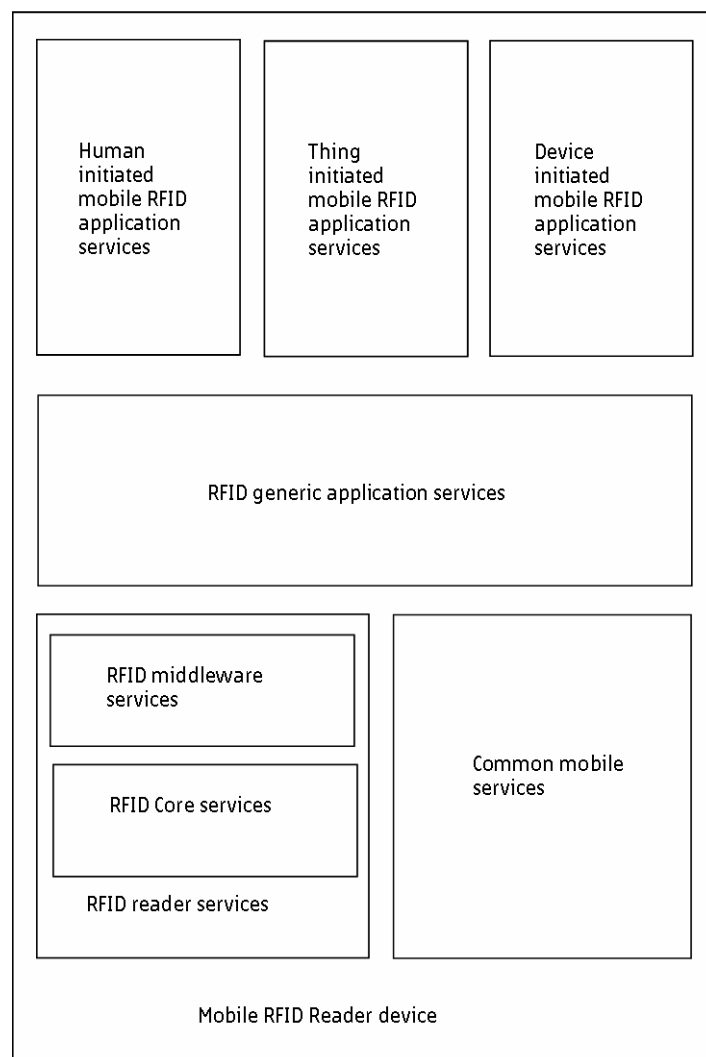 Human
initiated
mobile RFID
application
services
Thing
initiated
mobile RFID
application
services
Device
initiated
mobile RFID
application
services
RFID generic application services
RFID middleware
services
RFID Core services
RFID reader services
Common mobile
services
Mobile RFID Reader device